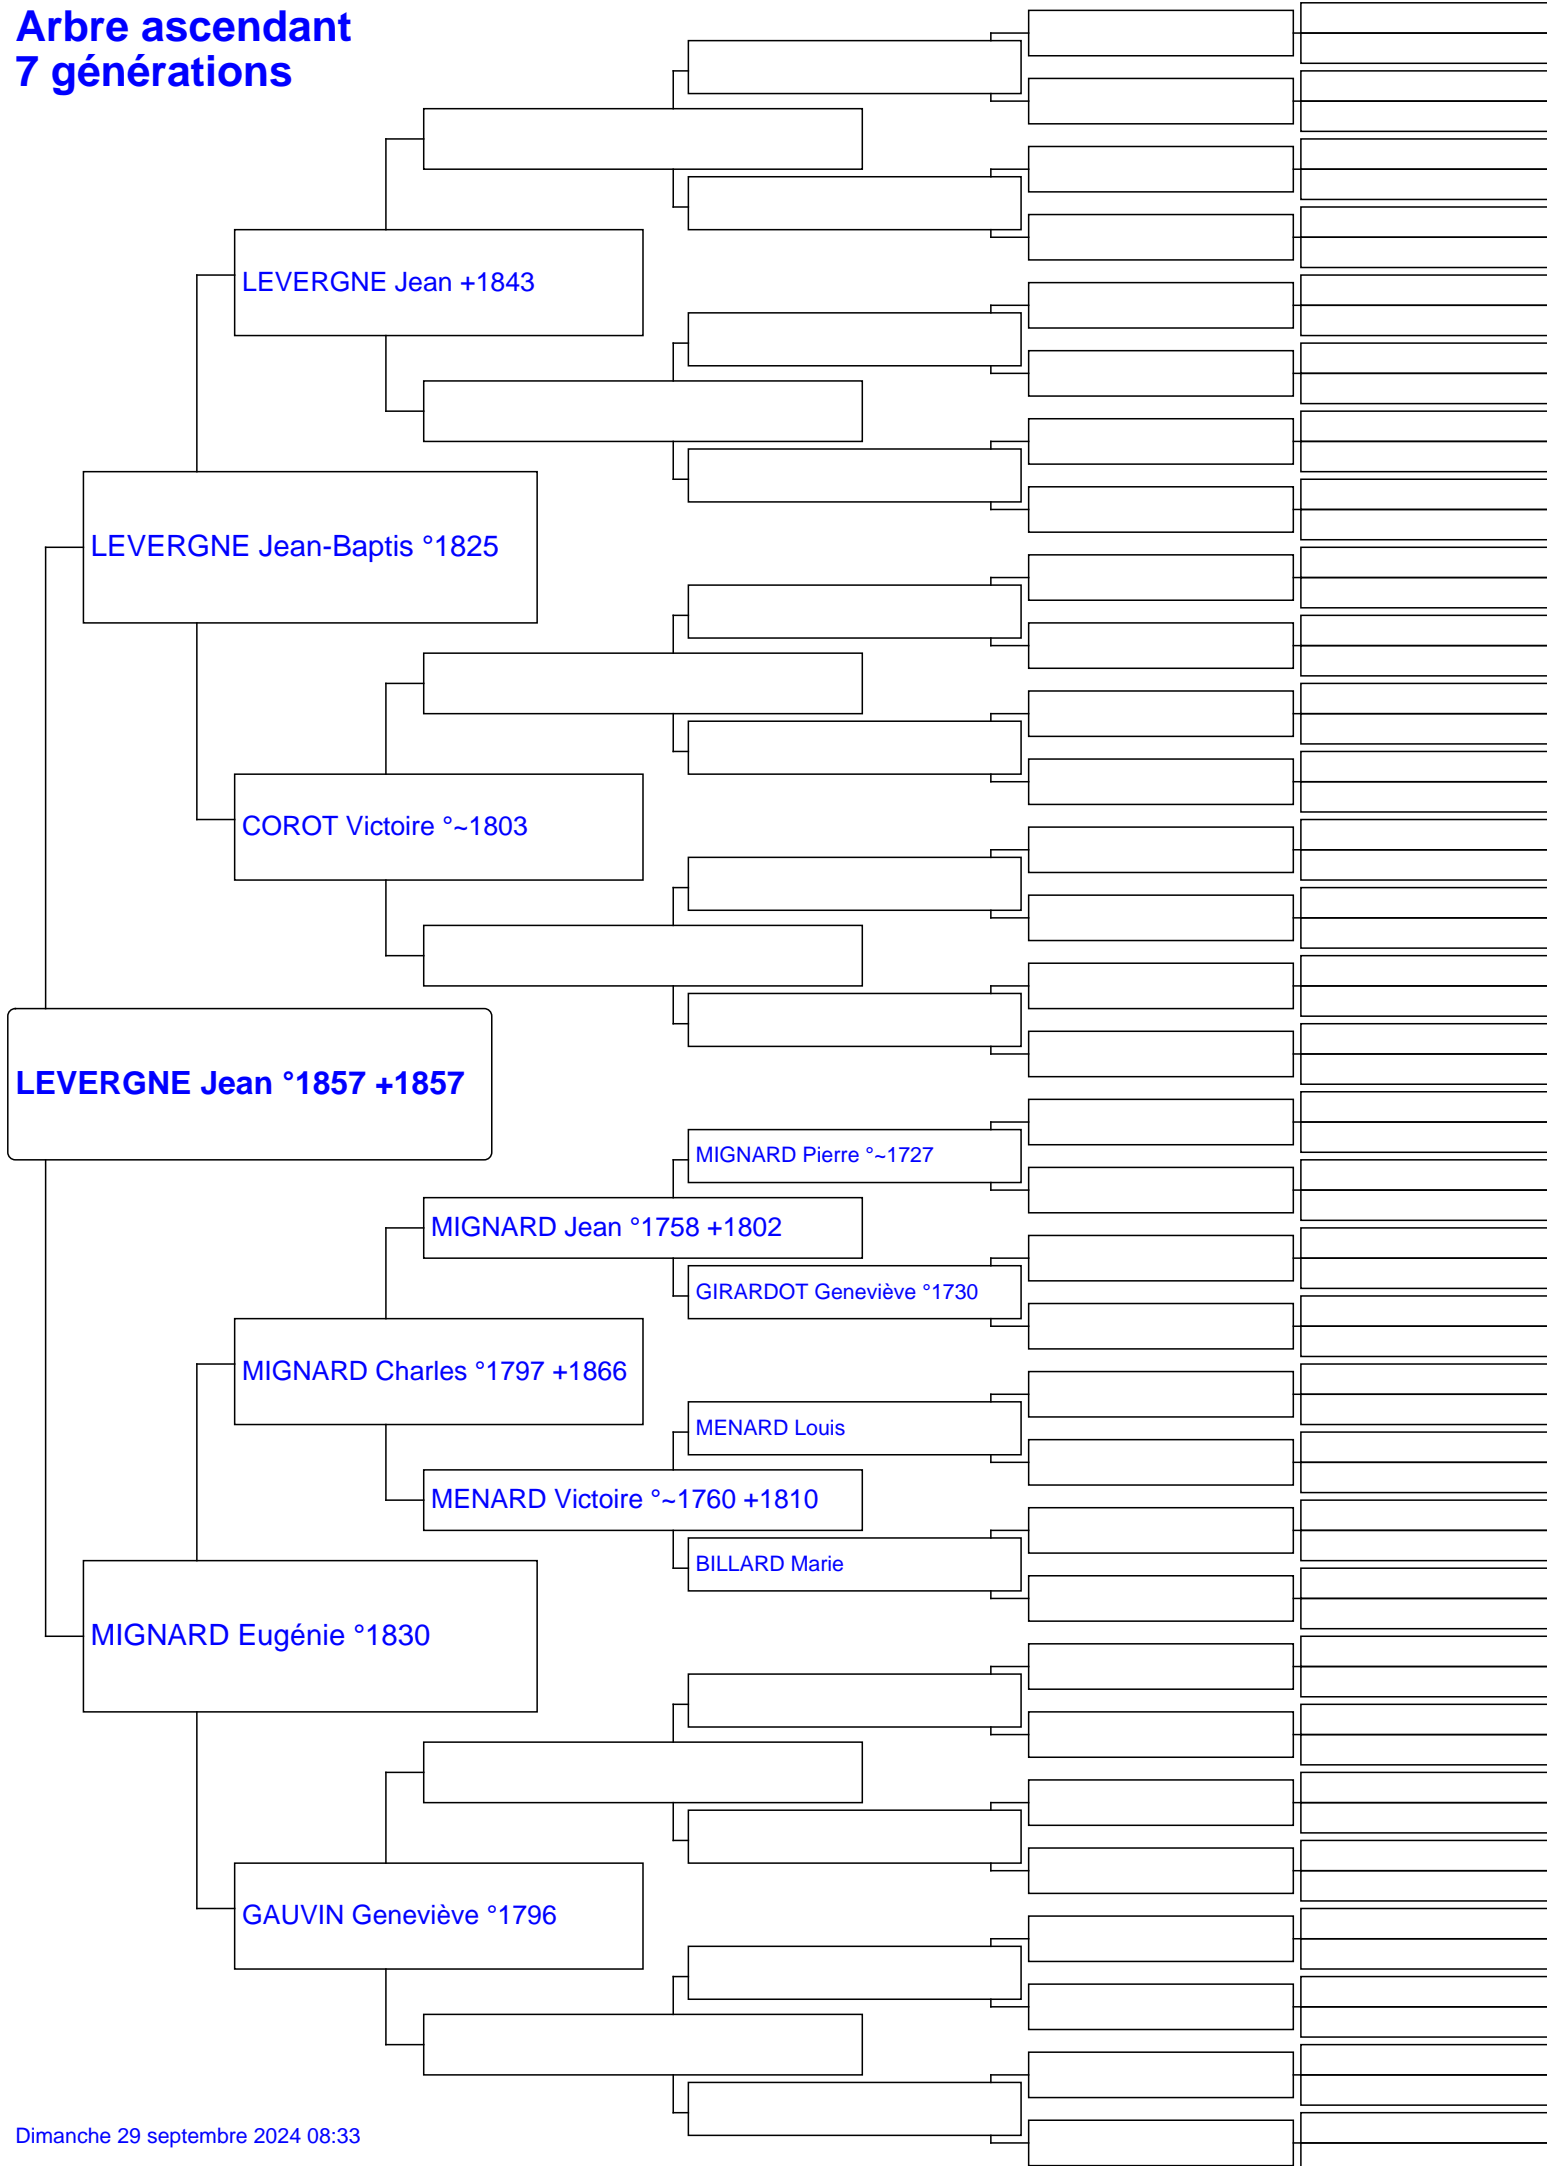 Arbre ascendant
7 générations
LEVERGNE Jean +1843
LEVERGNE Jean-Baptis °1825
COROT Victoire °~1803
LEVERGNE Jean °1857 +1857
MIGNARD Pierre °~1727
MIGNARD Jean °1758 +1802
GIRARDOT Geneviève °1730
MIGNARD Charles °1797 +1866
MENARD Louis
MENARD Victoire °~1760 +1810
BILLARD Marie
MIGNARD Eugénie °1830
GAUVIN Geneviève °1796
Dimanche 29 septembre 2024 08:33